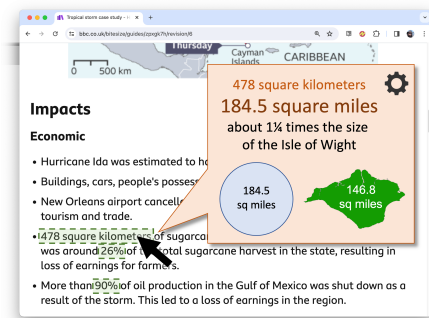 Tropical storm case study -
bbc.co.uk/bitesize/guides/zpxgk7h/revision/6
Thursday
Cayman
Islands
CARIBBEAN
0 500 km
Impacts
Economic
• Hurricane Ida was estimated to
• Buildings, cars, people's
• New Orleans airport
tourism and trade.
• 478 square kilometers of
was around 26% of total sugarcane harvest in the state, resulting in
loss of earnings for farmers.
• More than 90% of oil production in the Gulf of Mexico was shut down as a
result of the storm. This led to a loss of earnings in the region.
478 square kilometers
184.5 square miles
about 1¼ times the size
of the Isle of Wight
184.5
sq miles
146.8
sq miles